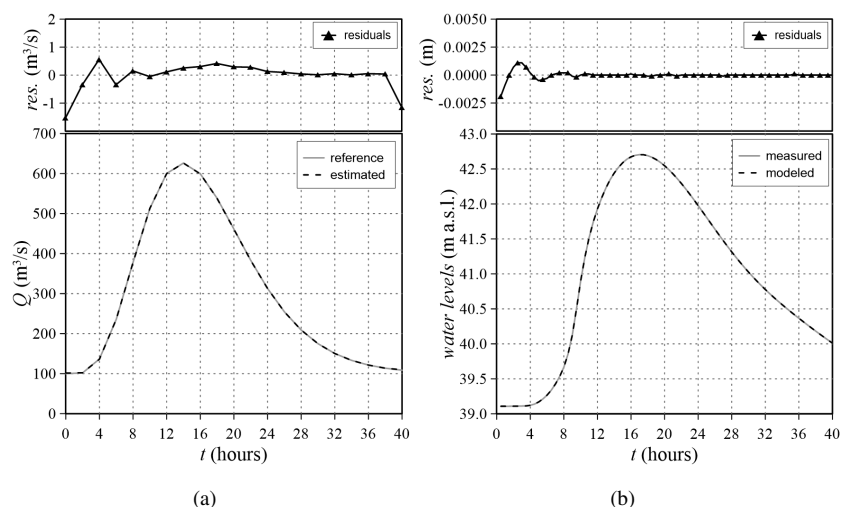 2
1
0
-1
res. (m³/s)
residuals
700
600
500
400
300
200
100
0
Q (m³/s)
reference
estimated
0 4 8 12 16 20 24 28 32 36 40
t (hours)
(a)
0.0050
0.0025
0.0000
-0.0025
res. (m)
residuals
43.0
42.5
42.0
41.5
41.0
40.5
40.0
39.5
39.0
water levels (m a.s.l.)
measured
modeled
0 4 8 12 16 20 24 28 32 36 40
t (hours)
(b)